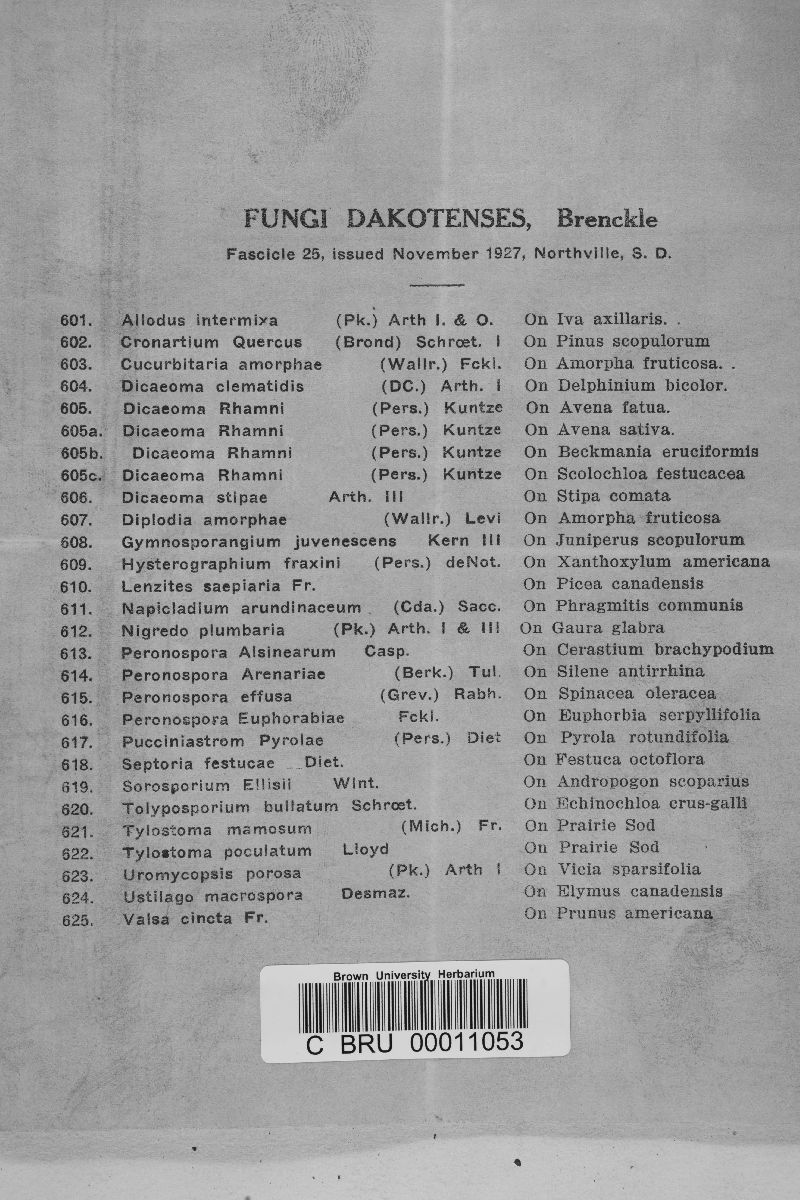 FUNGI DAKOTENSES, Brenckle
Fascicle 25, issued November 1927, Northville, S. D.
601. Allodus intermixa (Pk.) Arth I. & O. On Iva axillaris. .
602. Cronartium Quercus (Brond) Schrœt. I On Pinus scopulorum
603. Cucurbitaria amorphae (Wallr.) Fckl. On Amorpha fruticosa. .
604. Dicaeoma clematidis (DC.) Arth. I On Delphinium bicolor.
605. Dicaeoma Rhamni (Pers.) Kuntze On Avena fatua.
605a. Dicaeoma Rhamni (Pers.) Kuntze On Avena sativa.
605b. Dicaeoma Rhamni (Pers.) Kuntze On Beckmania eruciformis
605c. Dicaeoma Rhamni (Pers.) Kuntze On Scolochloa festucacea
606. Dicaeoma stipae Arth. III On Stipa comata
607. Diplodia amorphae (Wallr.) Levi On Amorpha fruticosa
608. Gymnosporangium juvenescens Kern III On Juniperus scopulorum
609. Hysterographium fraxini (Pers.) deNot. On Xanthoxylum americana
610. Lenzites saepiaria Fr. On Picea canadensis
611. Napicladium arundinaceum (Cda.) Sacc. On Phragmitis communis
612. Nigredo plumbaria (Pk.) Arth. I & III On Gaura glabra
613. Peronospora Alsinearum Casp. On Cerastium brachypodium
614. Peronospora Arenariae (Berk.) Tul. On Silene antirrhina
615. Peronospora effusa (Grev.) Rabh. On Spinacea oleracea
616. Peronospora Euphorabiae Fckl. On Euphorbia serpyllifolia
617. Pucciniastrom Pyrolae (Pers.) Diet On Pyrola rotundifolia
618. Septoria festucae Diet. On Festuca octoflora
619. Sorosporium Ellisii Wint. On Andropogon scoparius
620. Tolyposporium bullatum Schrœt. On Echinochloa crus-galli
621. Tylostoma mamosum (Mich.) Fr. On Prairie Sod
622. Tylostoma poculatum Lloyd On Prairie Sod
623. Uromycopsis porosa (Pk.) Arth I On Vicia sparsifolia
624. Ustilago macrospora Desmaz. On Elymus canadensis
625. Valsa cincta Fr. On Prunus americana
Brown University Herbarium
C BRU 00011053